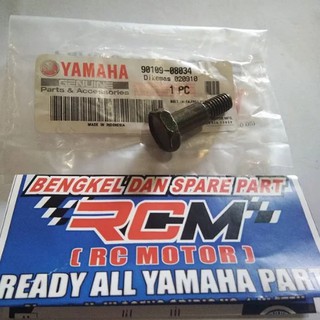 YAMAHA
GENUINE
Parts & Accessories
90109-08034
Dikemas 020910
1 PC
MADE IN INDONESIA
BENGKEL DAN SPARE PART
RCM
( RC MOTOR )
READY ALL YAMAHA PART